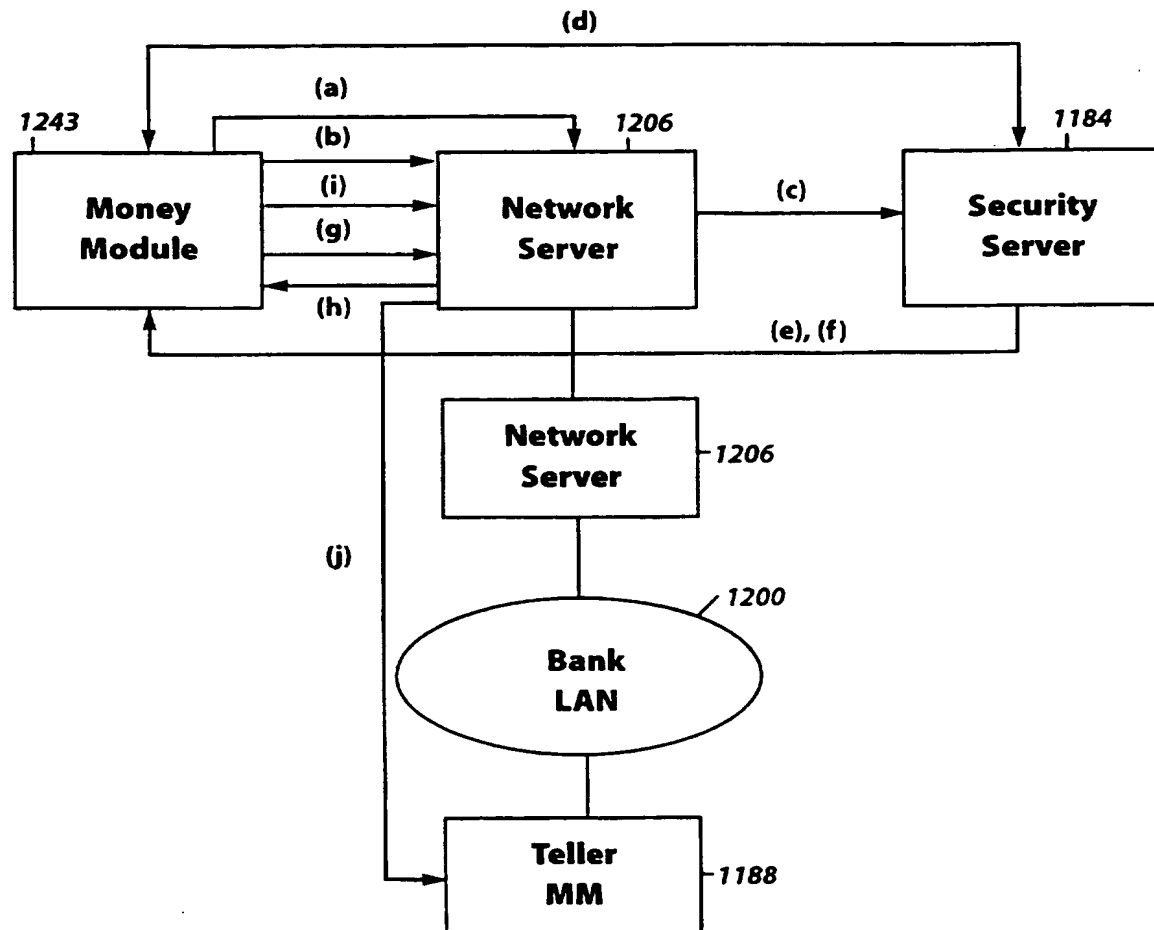 (d)
(a)
1243
1206
1184
(b)
(i)
(g)
(h)
(c)
Money
Module
Network
Server
Security
Server
(e), (f)
Network
Server
1206
(j)
1200
Bank
LAN
Teller
MM
1188